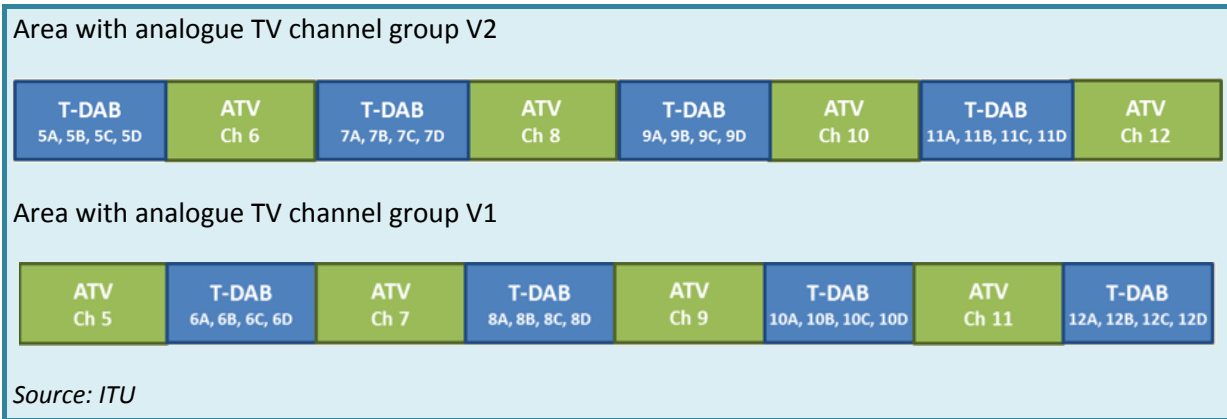 Area with analogue TV channel group V2
T-DAB ATV T-DAB ATV T-DAB ATV T-DAB ATV
5A, 5B, 5C, 5D Ch 6 7A, 7B, 7C, 7D Ch 8 9A, 9B, 9C, 9D Ch 10 11A, 11B, 11C, 11D Ch 12
Area with analogue TV channel group V1
ATV T-DAB ATV T-DAB ATV T-DAB ATV T-DAB
Ch 5 6A, 6B, 6C, 6D Ch 7 8A, 8B, 8C, 8D Ch 9 10A, 10B, 10C, 10D Ch 11 12A, 12B, 12C, 12D
Source: ITU